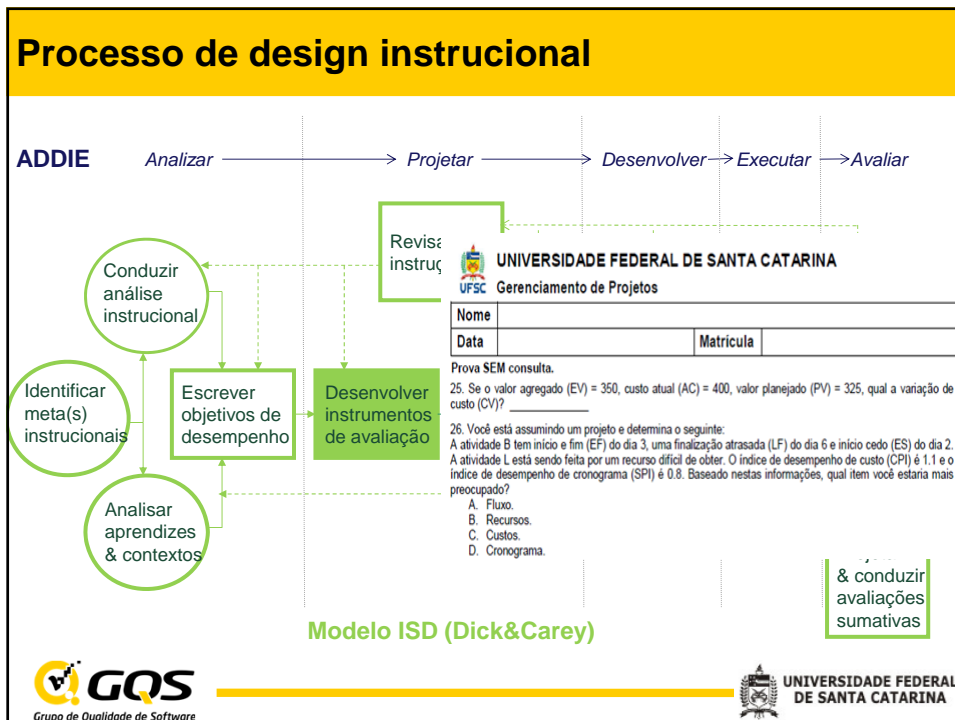 Processo de design instrucional
ADDIE
Analizar
Projetar
Desenvolver
Executar
Avaliar
Conduzir
análise
instrucional
Identificar
meta(s)
instrucionais
Analisar
aprendizes
& contextos
Escrever
objetivos de
desempenho
Desenvolver
instrumentos
de avaliação
UNIVERSIDADE FEDERAL DE SANTA CATARINA
UFSC
Gerenciamento de Projetos
Nome
Data
Matrícula
Prova SEM consulta.
25. Se o valor agregado (EV) = 350, custo atual (AC) = 400, valor planejado (PV) = 325, qual a variação de
custo (CV)? ______________
26. Você está assumindo um projeto e determina o seguinte:
A atividade B tem início e fim (EF) do dia 3, uma finalização atrasada (LF) do dia 6 e início cedo (ES) do dia 2.
A atividade L está sendo feita por um recurso difícil de obter. O índice de desempenho de custo (CPI) é 1.1 e o
índice de desempenho de cronograma (SPI) é 0.8. Baseado nestas informações, qual item você estaria mais
preocupado?
A. Fluxo.
B. Recursos.
C. Custos.
D. Cronograma.
& conduzir
avaliações
sumativas
Modelo ISD (Dick&Carey)
GQS
Grupo de Qualidade de Software
UNIVERSIDADE FEDERAL
DE SANTA CATARINA